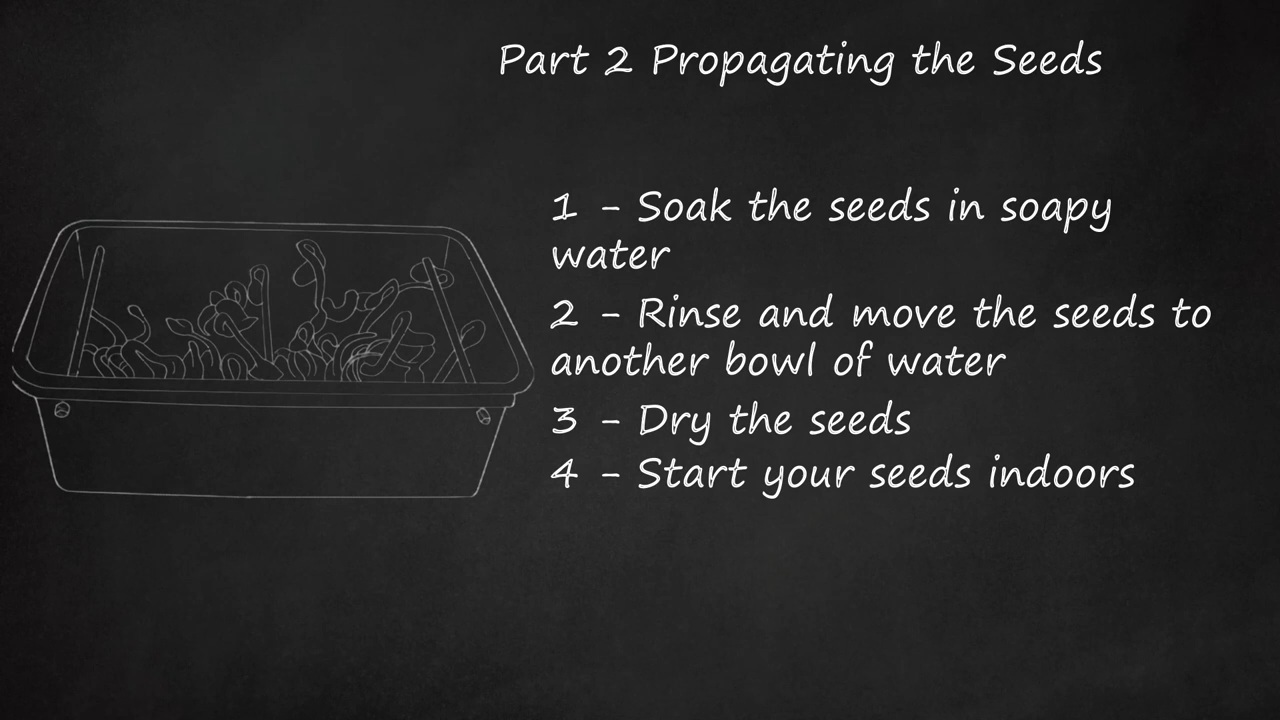 Part 2 Propagating the Seeds
1 - Soak the seeds in soapy
water
2 - Rinse and move the seeds to
another bowl of water
3 - Dry the seeds
4 - Start your seeds indoors